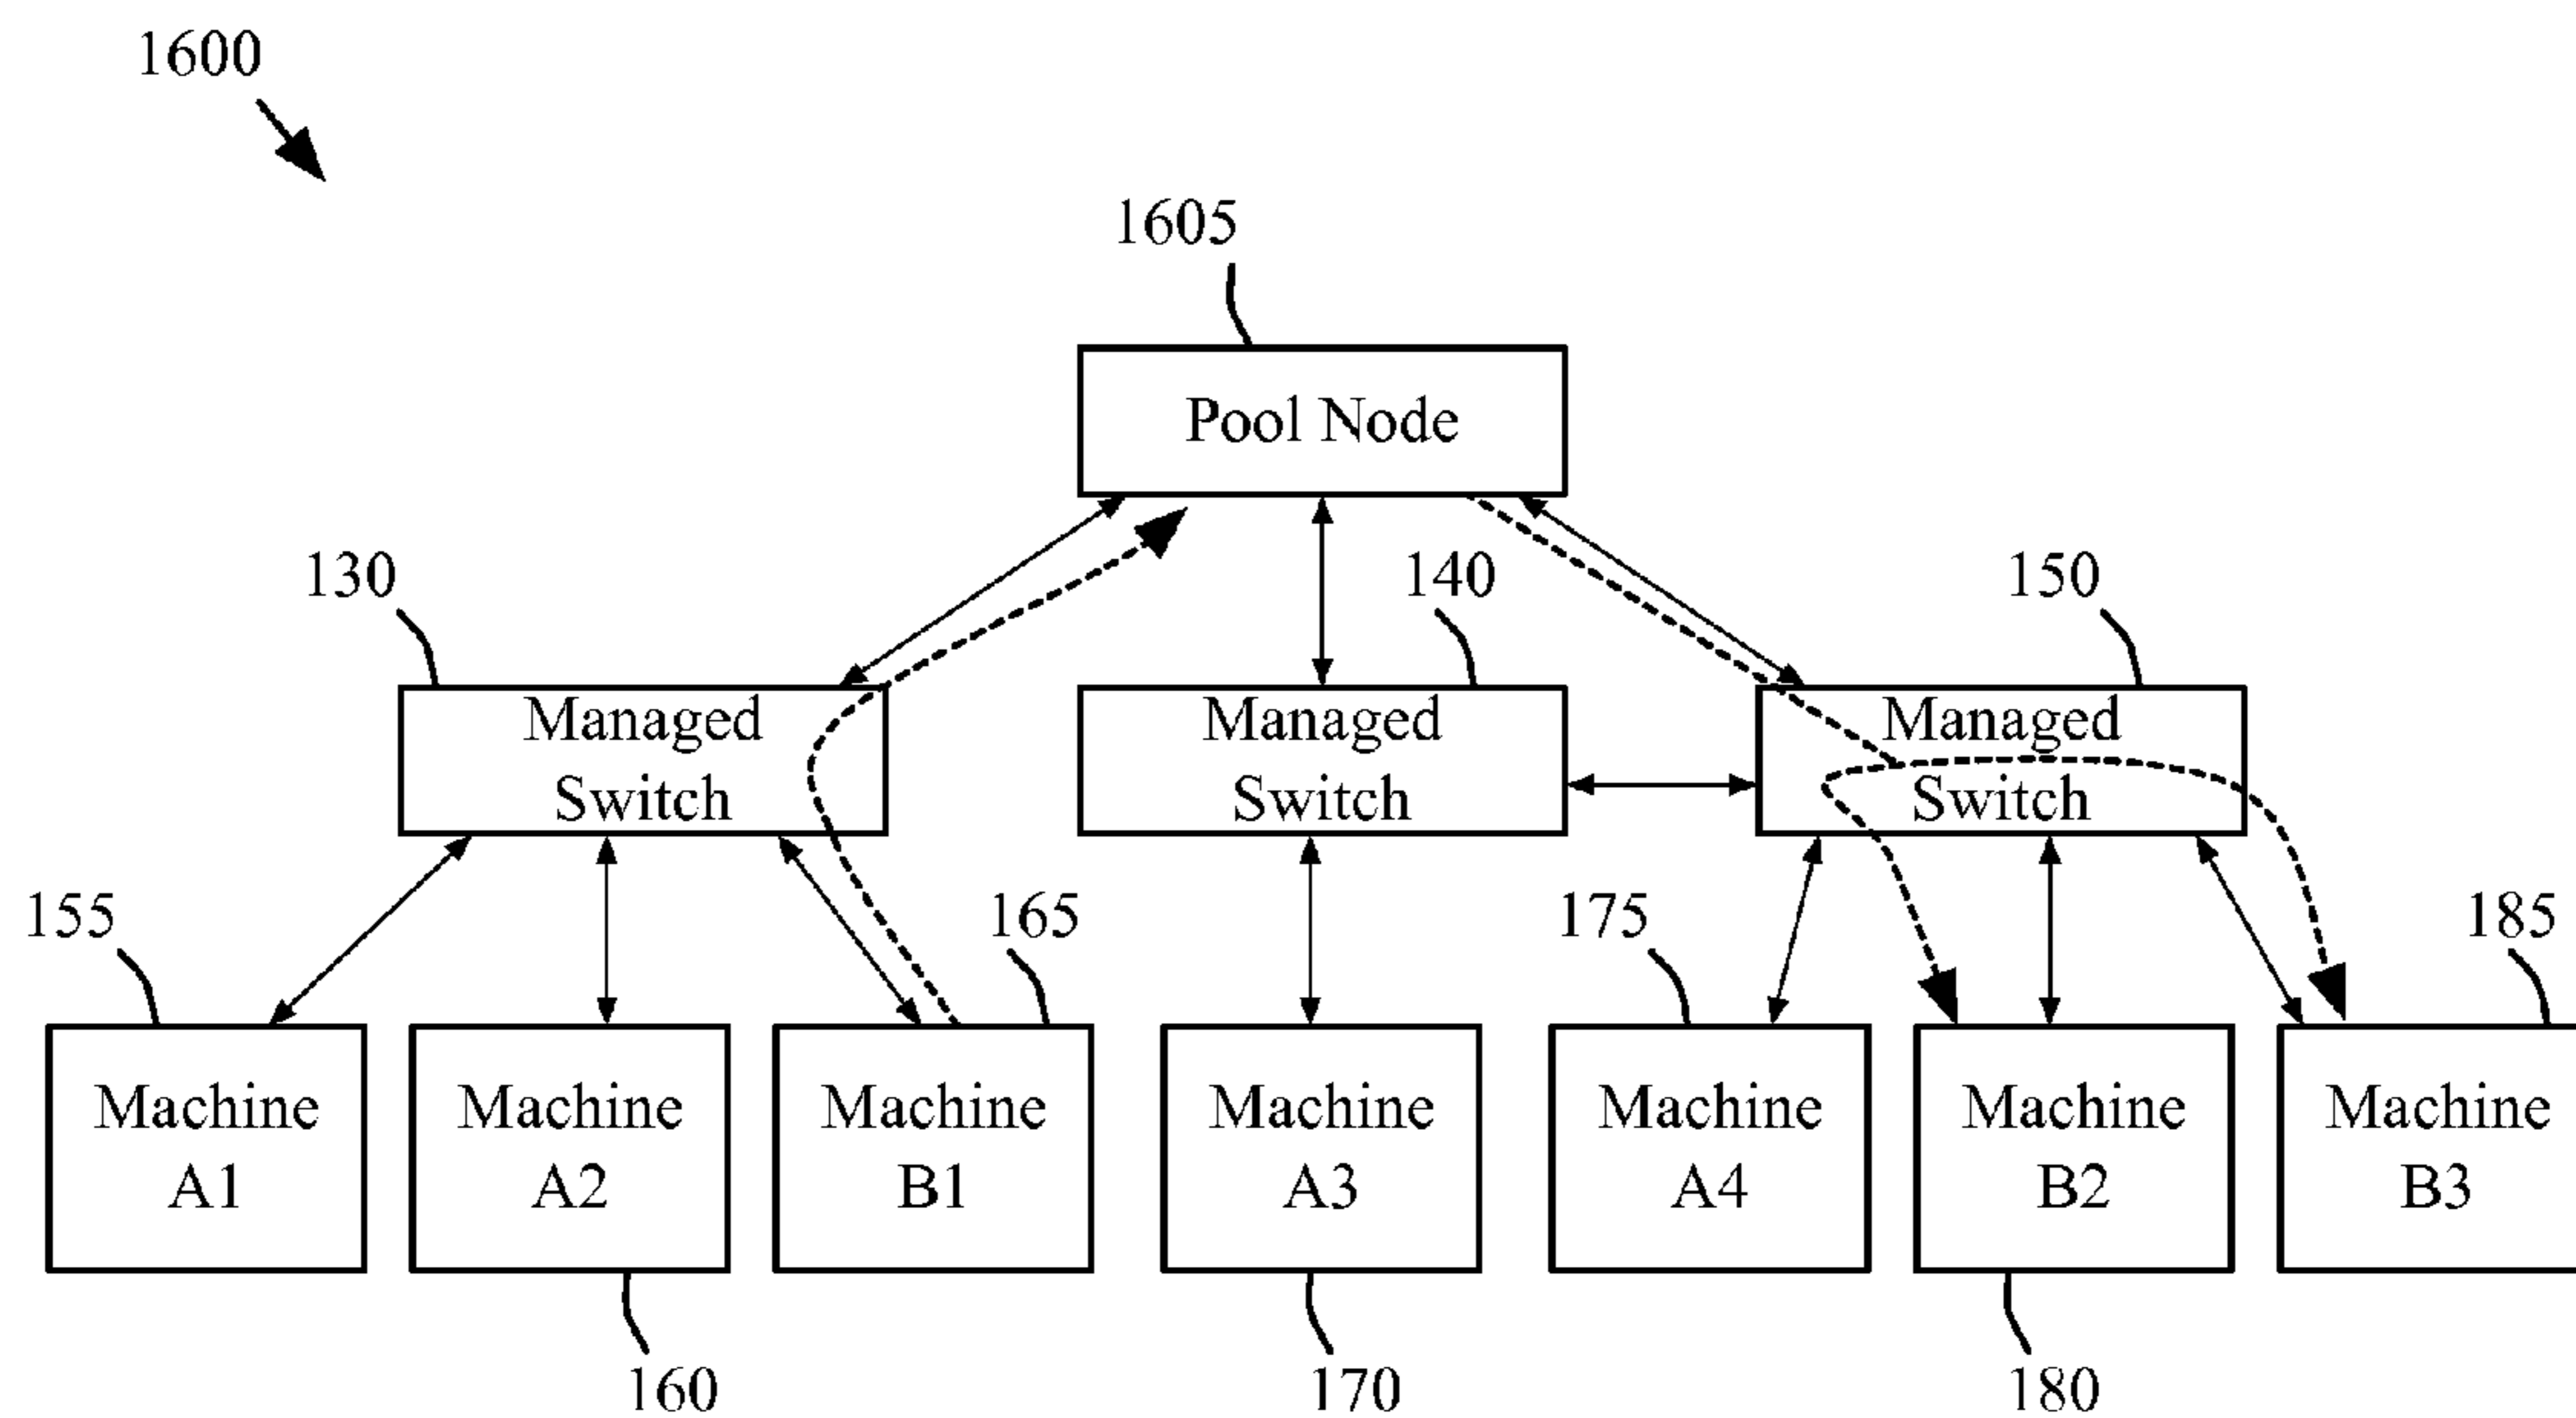 1600
1605
Pool Node
130
140
150
Managed
Switch
Managed
Switch
Managed
Switch
155
165
175
185
Machine
A1
Machine
A2
Machine
B1
Machine
A3
Machine
A4
Machine
B2
Machine
B3
160
170
180